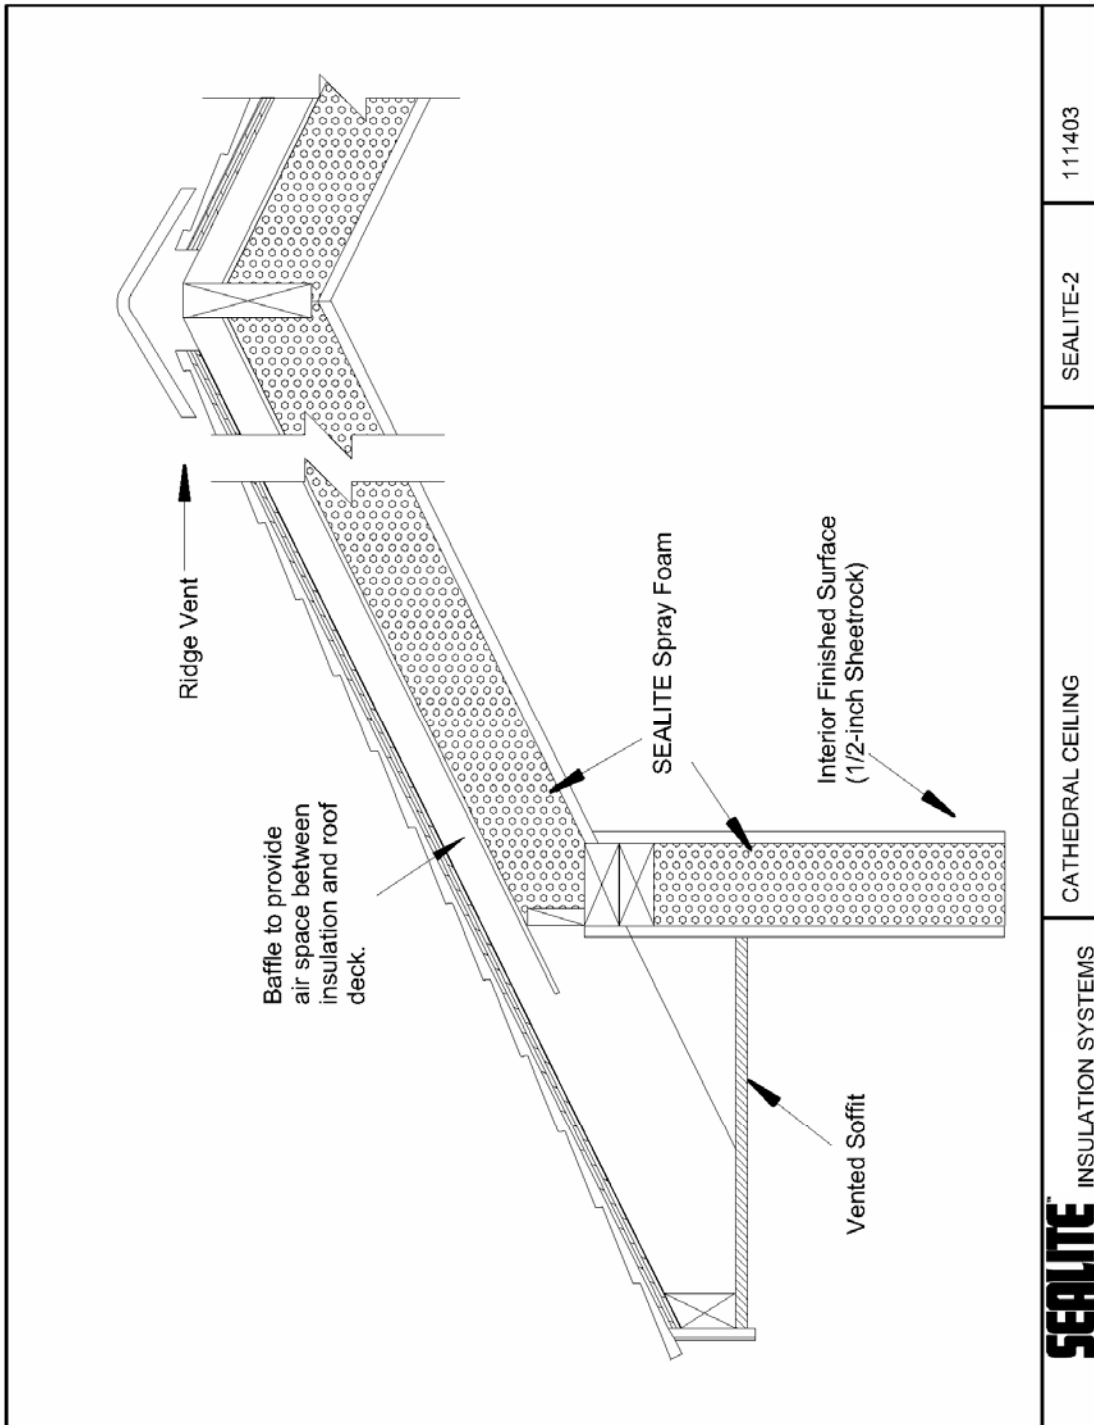 Ridge Vent
Baffle to provide
air space between
insulation and roof
deck.
SEALITE Spray Foam
Interior Finished Surface
(1/2-inch Sheetrock)
Vented Soffit
SEALITE™ INSULATION SYSTEMS
CATHEDRAL CEILING
SEALITE-2
111403